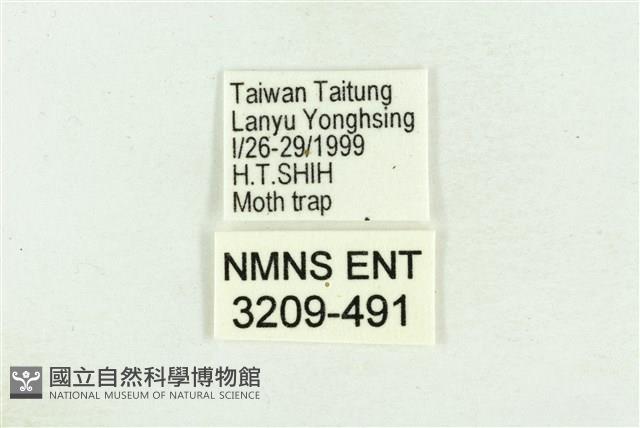 Taiwan Taitung
Lanyu Yonghsing
I/26-29/1999
H.T.SHIH
Moth trap
NMNS ENT
3209-491
國立自然科學博物館
NATIONAL MUSEUM OF NATURAL SCIENCE